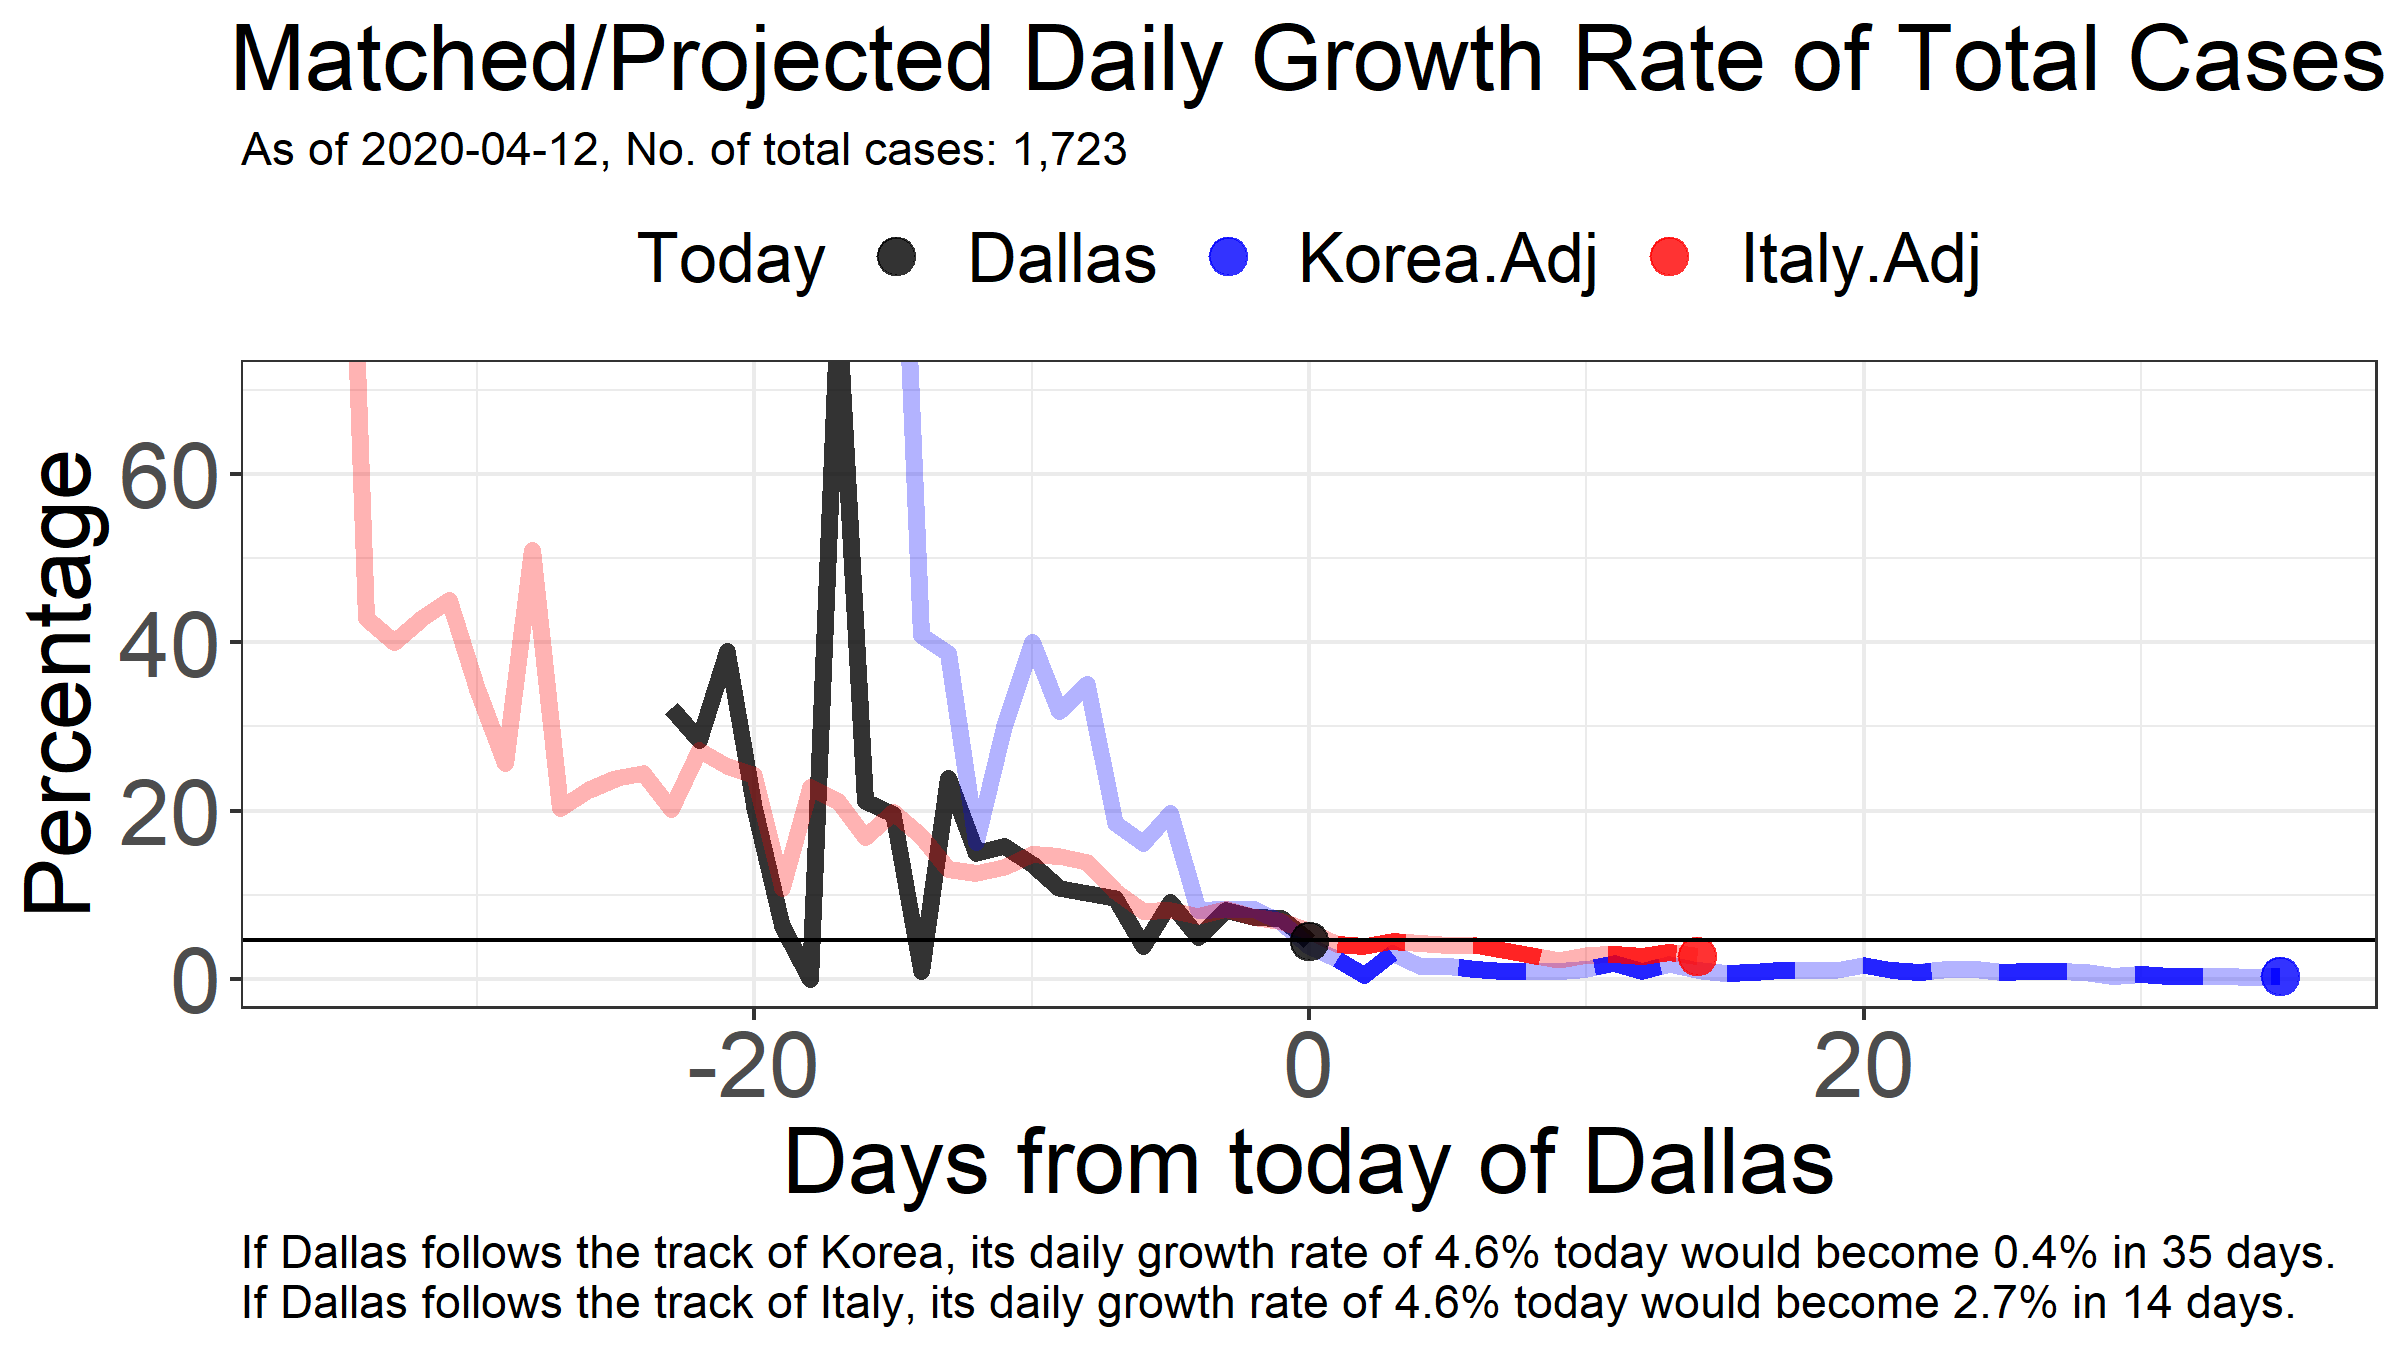 Matched/Projected Daily Growth Rate of Total Cases
As of 2020-04-12, No. of total cases: 1,723
Today Dallas Korea.Adj Italy.Adj
Percentage
60
40
20
0
-20 0 20
Days from today of Dallas
If Dallas follows the track of Korea, its daily growth rate of 4.6% today would become 0.4% in 35 days.
If Dallas follows the track of Italy, its daily growth rate of 4.6% today would become 2.7% in 14 days.